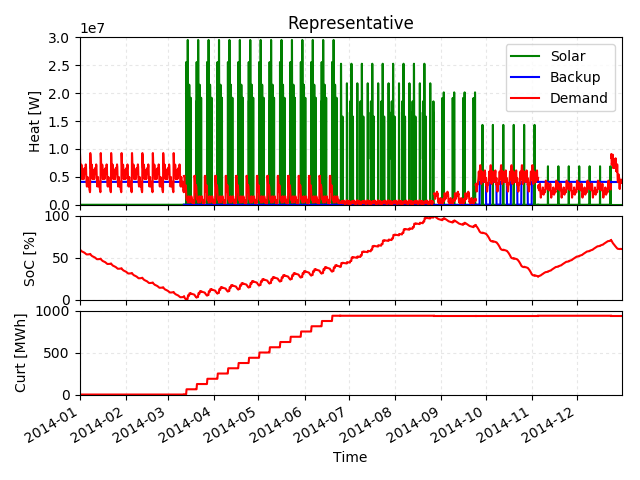 Representative
1e7
Heat [W]
3.0
2.5
2.0
1.5
1.0
0.5
0.0
Solar
Backup
Demand
SoC [%]
100
50
0
Curt [MWh]
1000
500
0
2014-01
2014-02
2014-03
2014-04
2014-05
2014-06
2014-07
2014-08
2014-09
2014-10
2014-11
2014-12
Time